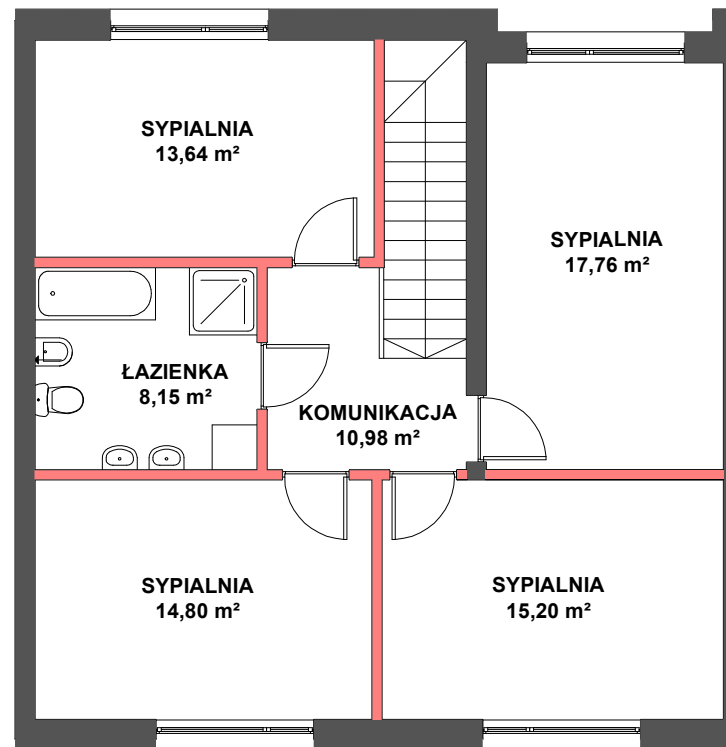 SYPIALNIA
13,64 m²
SYPIALNIA
17,76 m²
ŁAZIENKA
8,15 m²
KOMUNIKACJA
10,98 m²
SYPIALNIA
14,80 m²
SYPIALNIA
15,20 m²